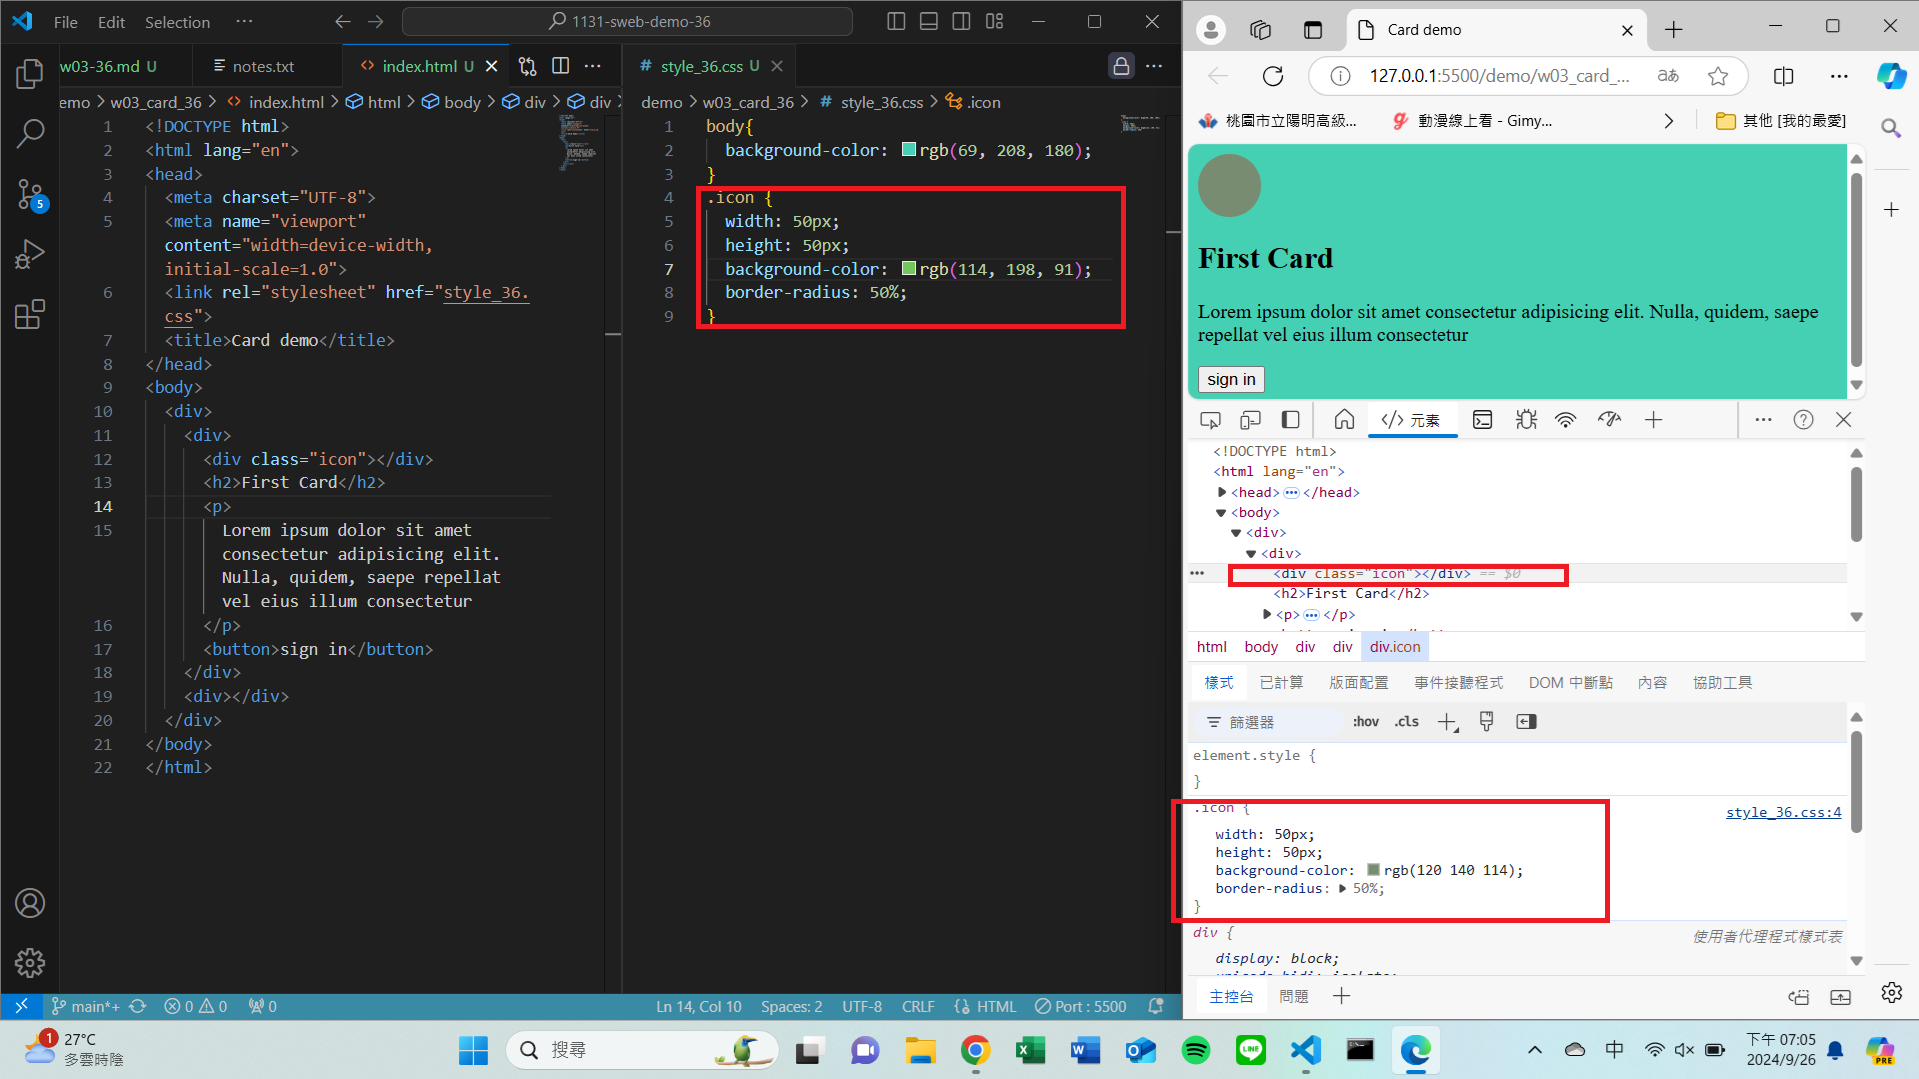 File Edit Selection ··· 1131-sweb-demo-36
w03-36.md U notes.txt index.html U
emo > w03_card_36 > index.html > html > body > div > div
1 <!DOCTYPE html>
2 <html lang="en">
3 <head>
4 <meta charset="UTF-8">
5 <meta name="viewport"
content="width=device-width,
initial-scale=1.0">
6 <link rel="stylesheet" href="style_36.
css">
7 <title>Card demo</title>
8 </head>
9 <body>
10 <div>
11 <div>
12 <div class="icon"></div>
13 <h2>First Card</h2>
14 <p>
15 Lorem ipsum dolor sit amet
consectetur adipisicing elit.
Nulla, quidem, saepe repellat
vel eius illum consectetur
16 </p>
17 <button>sign in</button>
18 </div>
19 <div></div>
20 </div>
21 </body>
22 </html>
# style_36.css U
demo > w03_card_36 > # style_36.css > .icon
1 body{
2 background-color: rgb(69, 208, 180);
3 }
4 .icon {
5 width: 50px;
6 height: 50px;
7 background-color: rgb(114, 198, 91);
8 border-radius: 50%;
9 }
5
main*+ 0 0 0 Ln 14, Col 10 Spaces: 2 UTF-8 CRLF {} HTML Port : 5500
Card demo
127.0.0.1:5500/demo/w03_card_...
桃園市立陽明高級... 動漫線上看 - Gimy,... 其他 [我的最愛]
First Card
Lorem ipsum dolor sit amet consectetur adipisicing elit. Nulla, quidem, saepe
repellat vel eius illum consectetur
sign in
元素
<!DOCTYPE html>
<html lang="en">
<head> ··· </head>
<body>
<div>
<div>
··· <div class="icon"></div> == $0
<h2>First Card</h2>
<p> ··· </p>
html body div div div.icon
樣式 已計算 版面配置 事件接聽程式 DOM 中斷點 內容 協助工具
篩選器 :hov .cls
element.style {
}
.icon { style_36.css:4
width: 50px;
height: 50px;
background-color: rgb(120 140 114);
border-radius: 50%;
}
div { 使用者代理程式樣式表
display: block;
主控台 問題
1 27°C
多雲時陰
搜尋
中
下午 07:05
2024/9/26
PRE